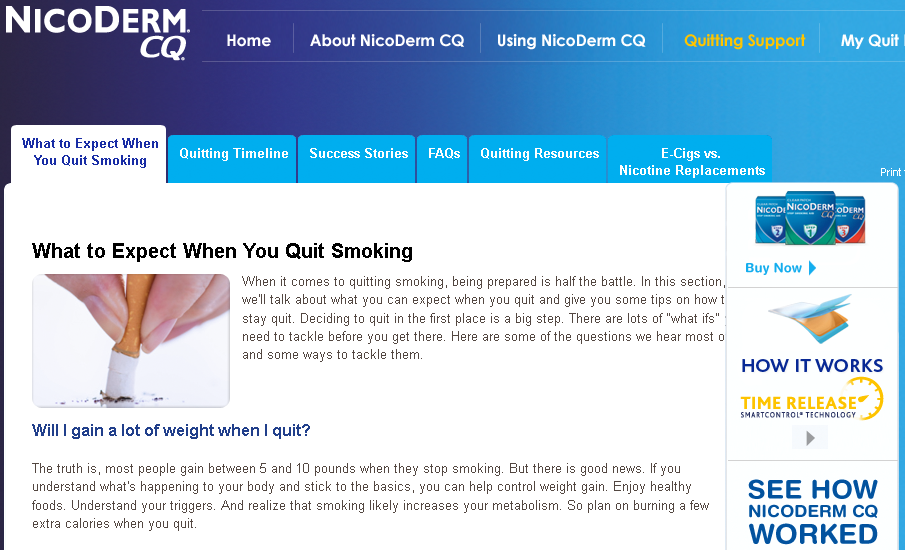 NICODERM
CQ
Home
About NicoDerm CQ
Using NicoDerm CQ
Quitting Support
My Quit
What to Expect When
You Quit Smoking
Quitting Timeline
Success Stories
FAQs
Quitting Resources
E-Cigs vs.
Nicotine Replacements
Print
What to Expect When You Quit Smoking
When it comes to quitting smoking, being prepared is half the battle. In this section,
we'll talk about what you can expect when you quit and give you some tips on how t
stay quit. Deciding to quit in the first place is a big step. There are lots of "what ifs"
need to tackle before you get there. Here are some of the questions we hear most o
and some ways to tackle them.
Will I gain a lot of weight when I quit?
The truth is, most people gain between 5 and 10 pounds when they stop smoking. But there is good news. If you
understand what's happening to your body and stick to the basics, you can help control weight gain. Enjoy healthy
foods. Understand your triggers. And realize that smoking likely increases your metabolism. So plan on burning a few
extra calories when you quit.
NICODERM
CQ
Buy Now
HOW IT WORKS
TIME RELEASE
SMARTCONTROL® TECHNOLOGY
SEE HOW
NICODERM CQ
WORKED